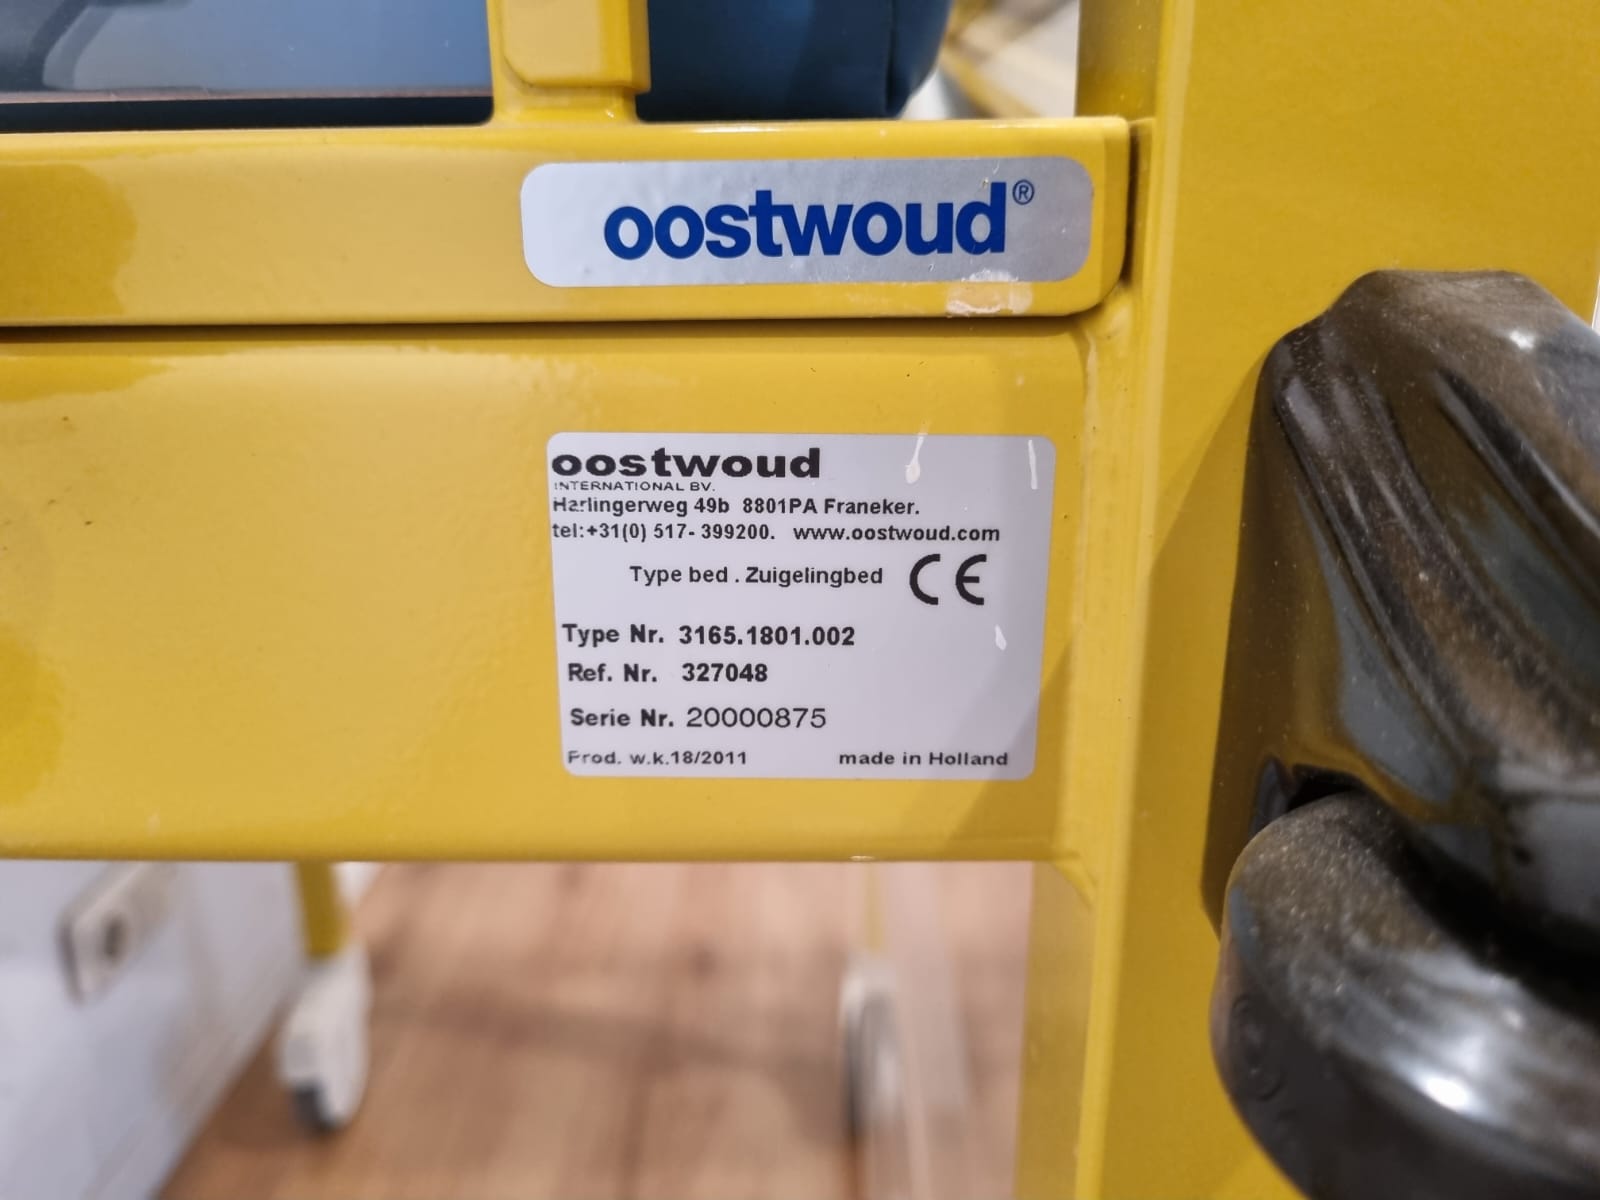 oostwoud®
oostwoud
INTERNATIONAL BV.
Harlingerweg 49b 8801PA Franeker.
tel:+31(0) 517- 399200. www.oostwoud.com
Type bed . Zuigelingbed CE
Type Nr. 3165.1801.002
Ref. Nr. 327048
Serie Nr. 20000875
Prod. w.k.18/2011 made in Holland